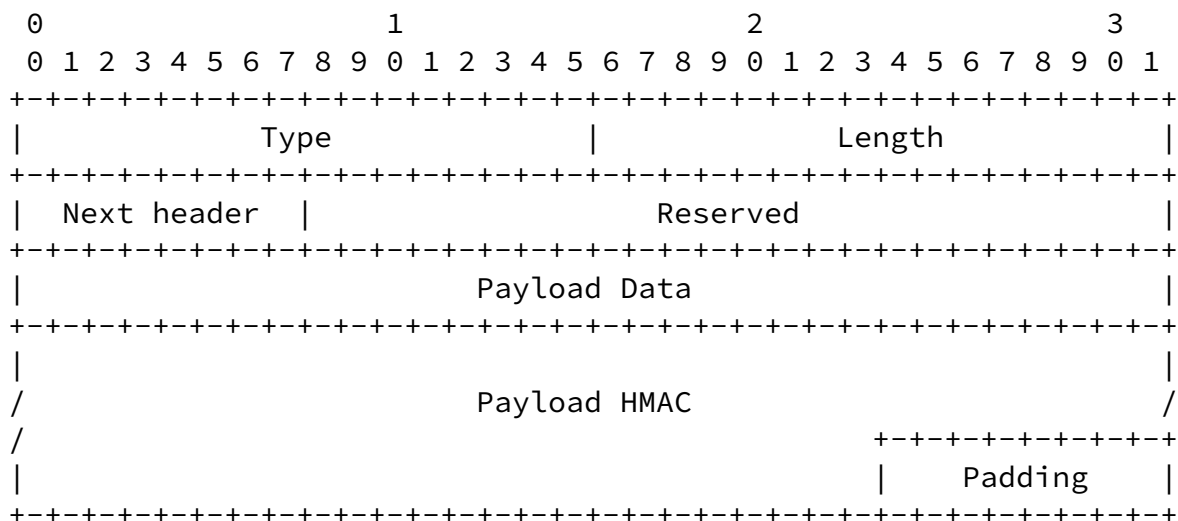 0                   1                   2                   3
0 1 2 3 4 5 6 7 8 9 0 1 2 3 4 5 6 7 8 9 0 1 2 3 4 5 6 7 8 9 0 1
+-+-+-+-+-+-+-+-+-+-+-+-+-+-+-+-+-+-+-+-+-+-+-+-+-+-+-+-+-+-+-+-+
|             Type              |             Length            |
+-+-+-+-+-+-+-+-+-+-+-+-+-+-+-+-+-+-+-+-+-+-+-+-+-+-+-+-+-+-+-+-+
|  Next header  |                   Reserved                    |
+-+-+-+-+-+-+-+-+-+-+-+-+-+-+-+-+-+-+-+-+-+-+-+-+-+-+-+-+-+-+-+-+
|                         Payload Data                          |
+-+-+-+-+-+-+-+-+-+-+-+-+-+-+-+-+-+-+-+-+-+-+-+-+-+-+-+-+-+-+-+-+
|                                                               |
/                         Payload HMAC                          /
/                                               +-+-+-+-+-+-+-+-+
|                                               |    Padding    |
+-+-+-+-+-+-+-+-+-+-+-+-+-+-+-+-+-+-+-+-+-+-+-+-+-+-+-+-+-+-+-+-+